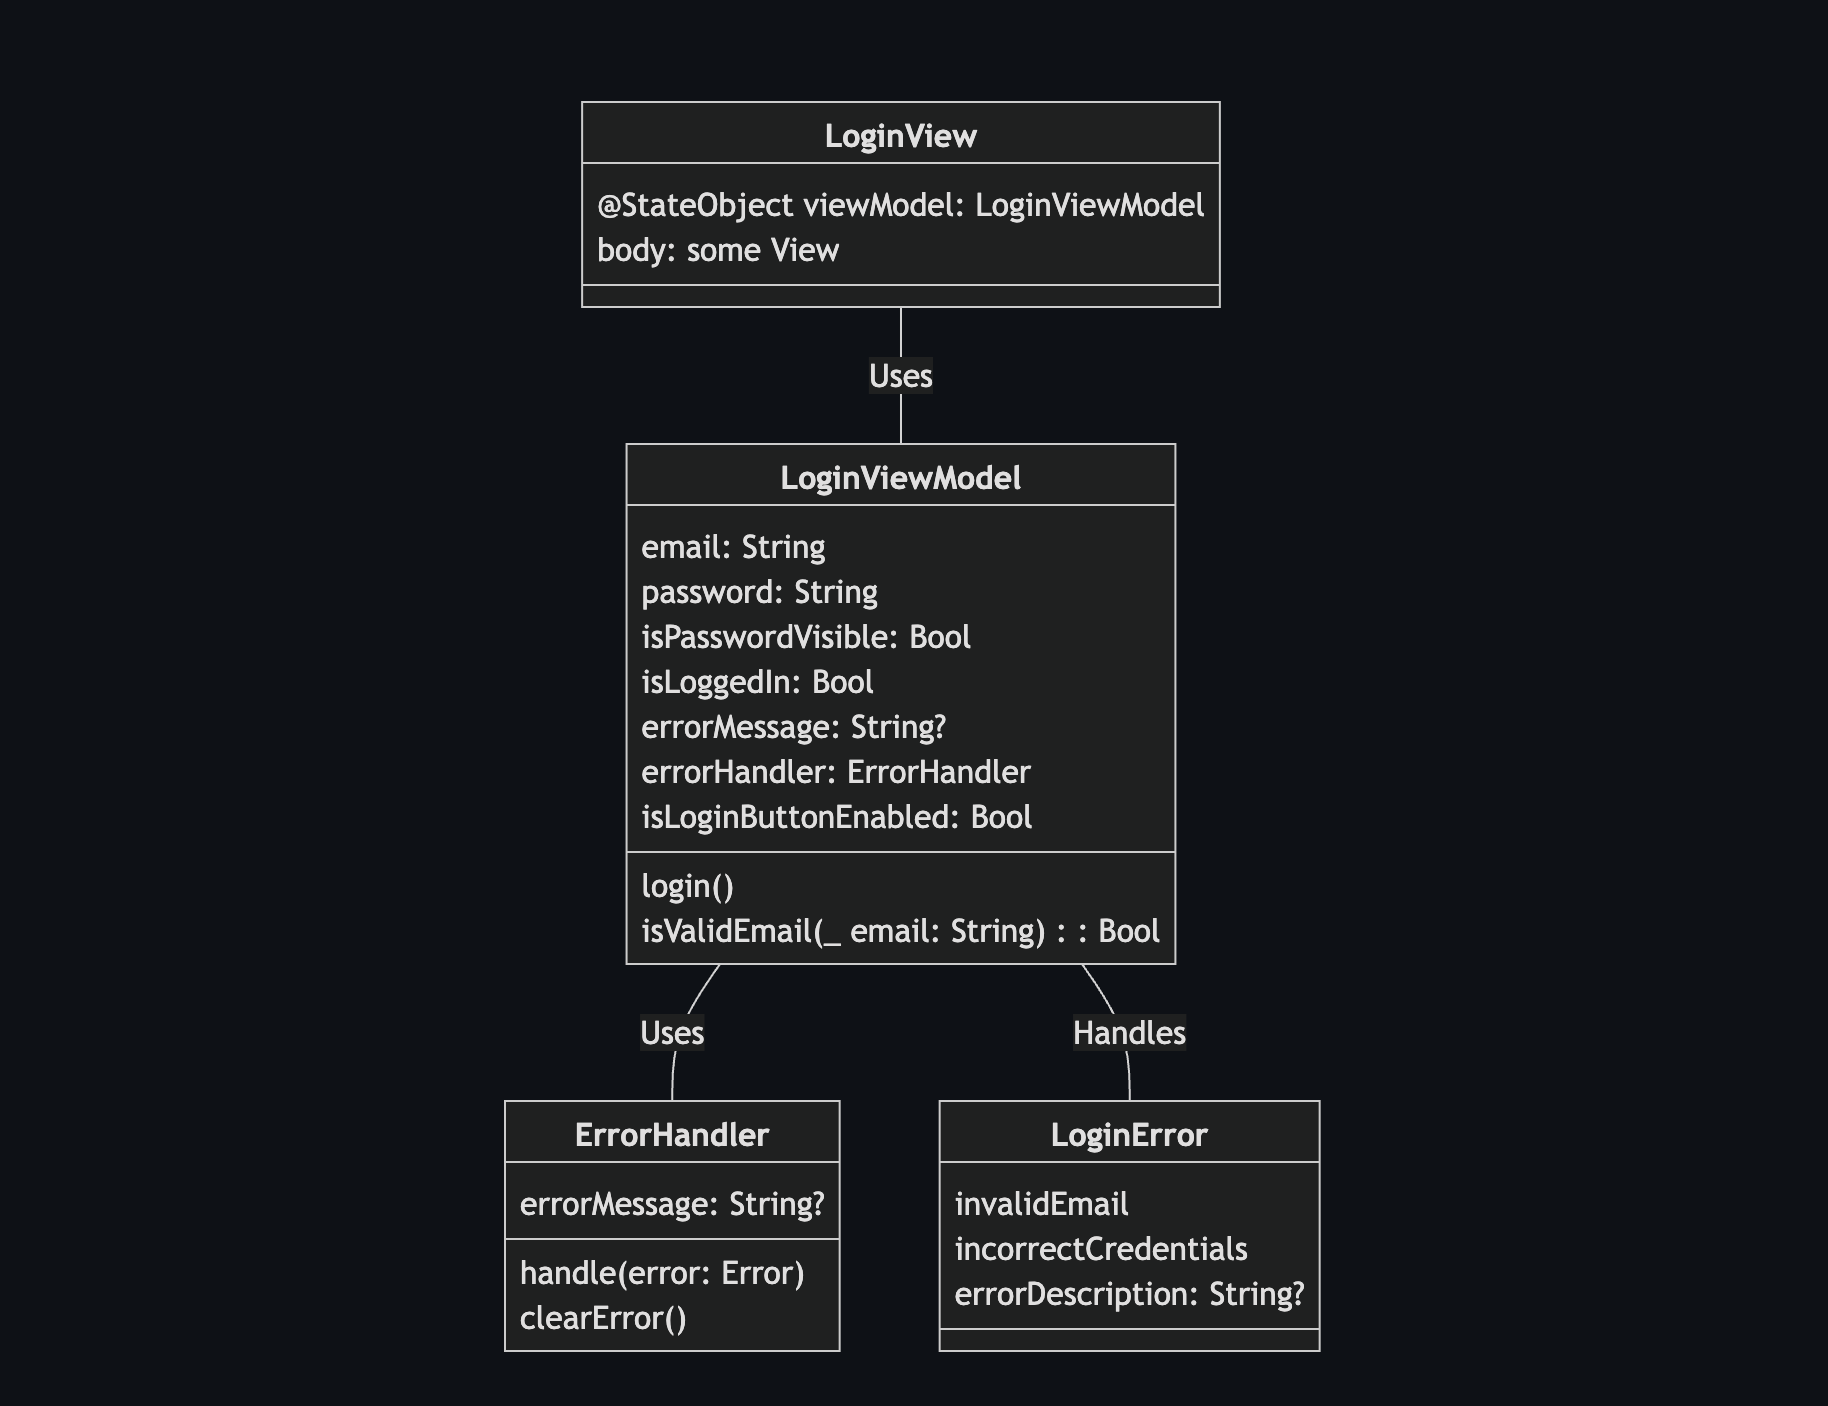 LoginView
@StateObject viewModel: LoginViewModel
body: some View
Uses
LoginViewModel
email: String
password: String
isPasswordVisible: Bool
isLoggedIn: Bool
errorMessage: String?
errorHandler: ErrorHandler
isLoginButtonEnabled: Bool
login()
isValidEmail(_ email: String) : : Bool
Uses
Handles
ErrorHandler
errorMessage: String?
handle(error: Error)
clearError()
LoginError
invalidEmail
incorrectCredentials
errorDescription: String?